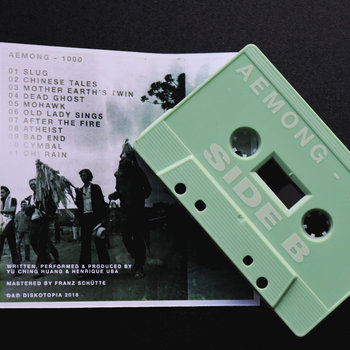 AEMONG – 1000
01 SLUG
02 CHINESE TALES
03 MOTHER EARTH'S TWIN
04 DEAD GHOST
05 MOHAWK
06 OLD LADY SINGS
07 AFTER THE FIRE
08 ATHEIST
09 BAD END
10 CYMBAL
11 OH! RAIN
WRITTEN, PERFORMED & PRODUCED BY
YU CHING HUANG & HENRIQUE UBA
MASTERED BY FRANZ SCHÜTTE
©&℗ DISKOTOPIA 2018
AEMONG -
SIDE B